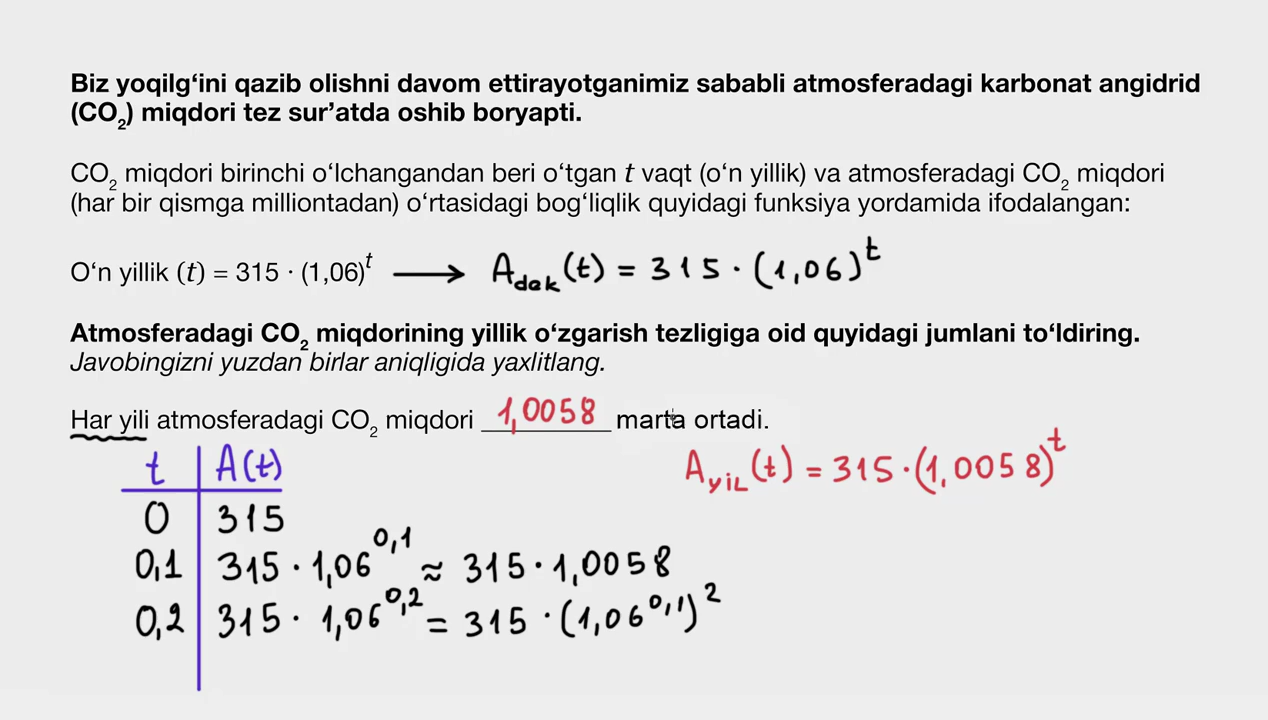 Biz yoqilg‘ini qazib olishni davom ettirayotganimiz sababli atmosferadagi karbonat angidrid
(CO₂) miqdori tez sur’atda oshib boryapti.
CO₂ miqdori birinchi o‘lchangandan beri o‘tgan t vaqt (o‘n yillik) va atmosferadagi CO₂ miqdori
(har bir qismga milliontadan) o‘rtasidagi bog‘liqlik quyidagi funksiya yordamida ifodalangan:
O‘n yillik (t) = 315 · (1,06)^t → A_dek(t) = 315 · (1,06)^t
Atmosferadagi CO₂ miqdorining yillik o‘zgarish tezligiga oid quyidagi jumlani to‘ldiring.
Javobingizni yuzdan birlar aniqligida yaxlitlang.
Har yili atmosferadagi CO₂ miqdori 1,0058 marta ortadi.
t A(t) A_yiL(t) = 315 · (1,0058)^t
0 315
0,1 315 · 1,06^0,1 ≈ 315 · 1,0058
0,2 315 · 1,06^0,2 = 315 · (1,06^0,1)^2